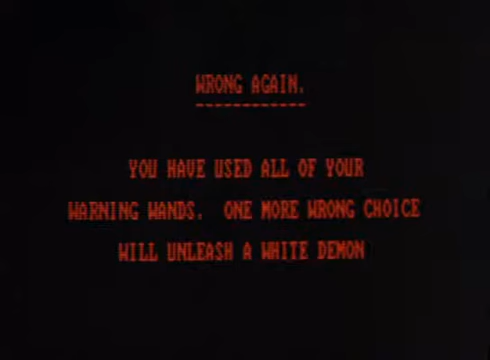 WRONG AGAIN.
------------
YOU HAVE USED ALL OF YOUR
WARNING WANDS. ONE MORE WRONG CHOICE
WILL UNLEASH A WHITE DEMON